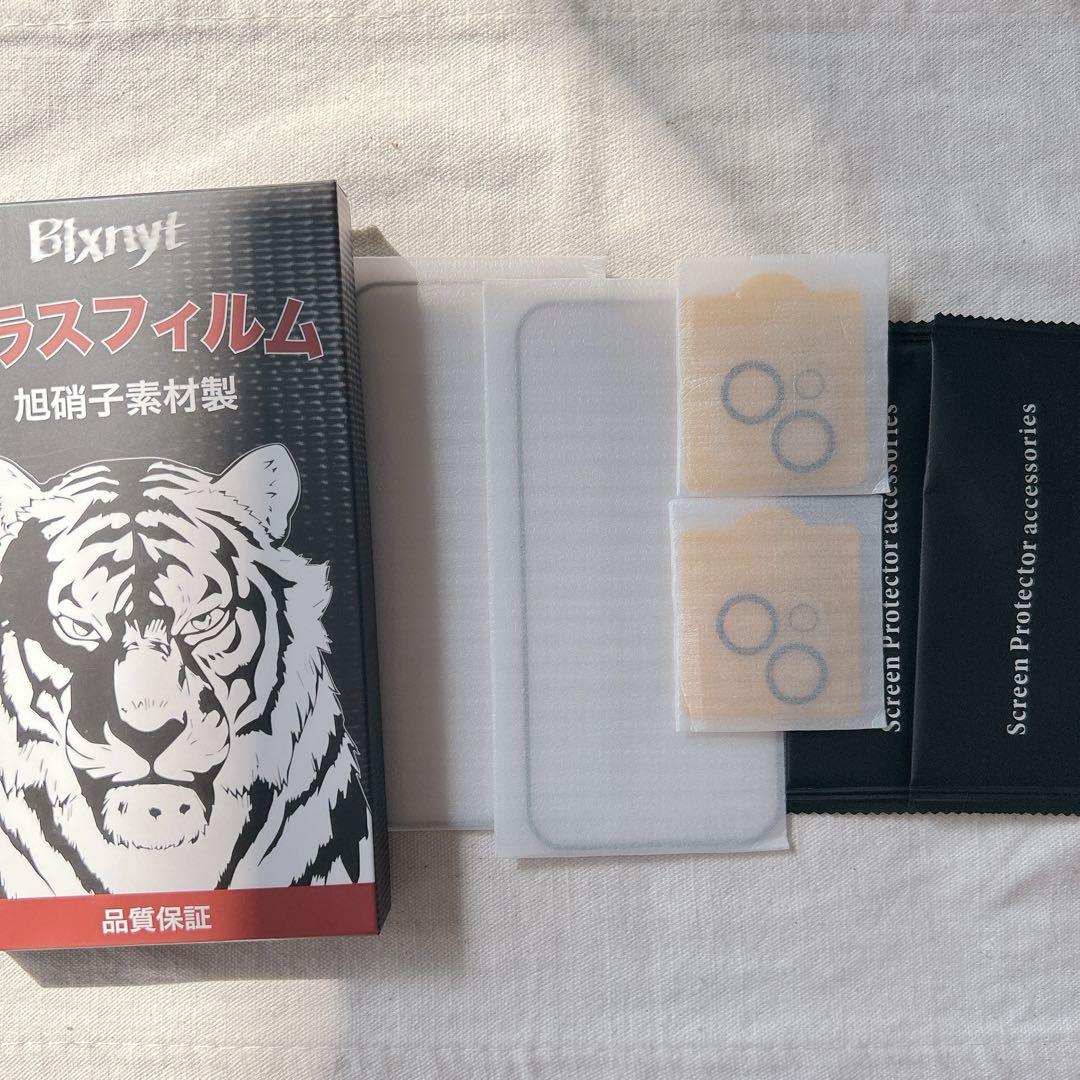 Blxnyt
ラスフィルム
旭硝子素材製
品質保証
Screen Protector accessories
Screen Protector accessories